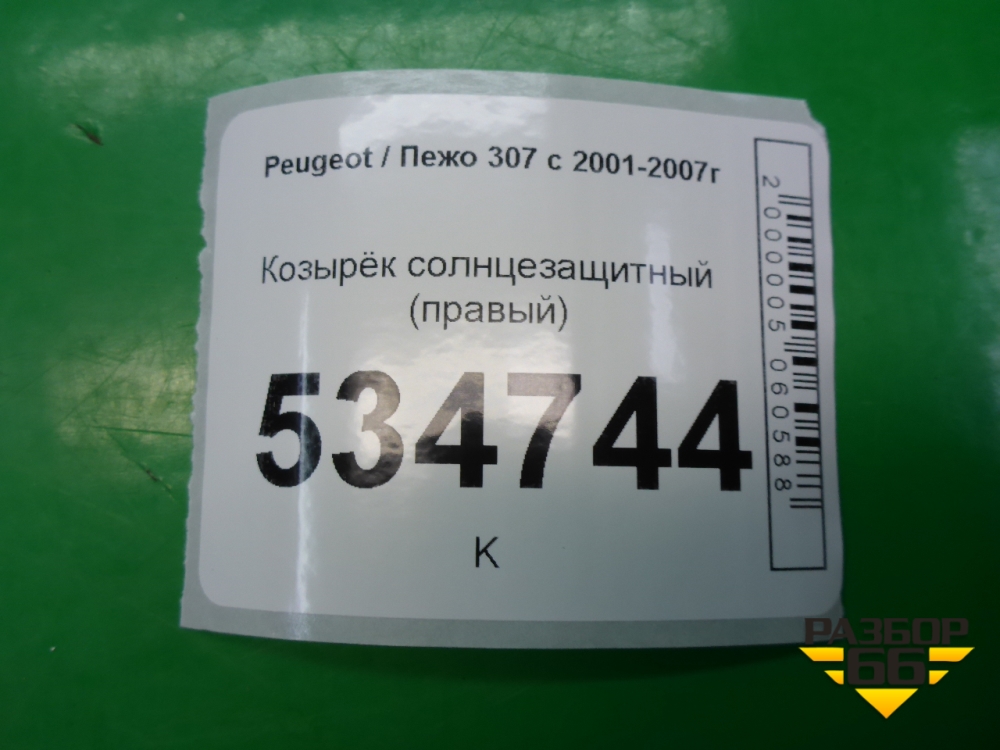 Peugeot / Пежо 307 с 2001-2007г
Козырёк солнцезащитный
(правый)
534744
К
2000005060588
РАЗБОР
66